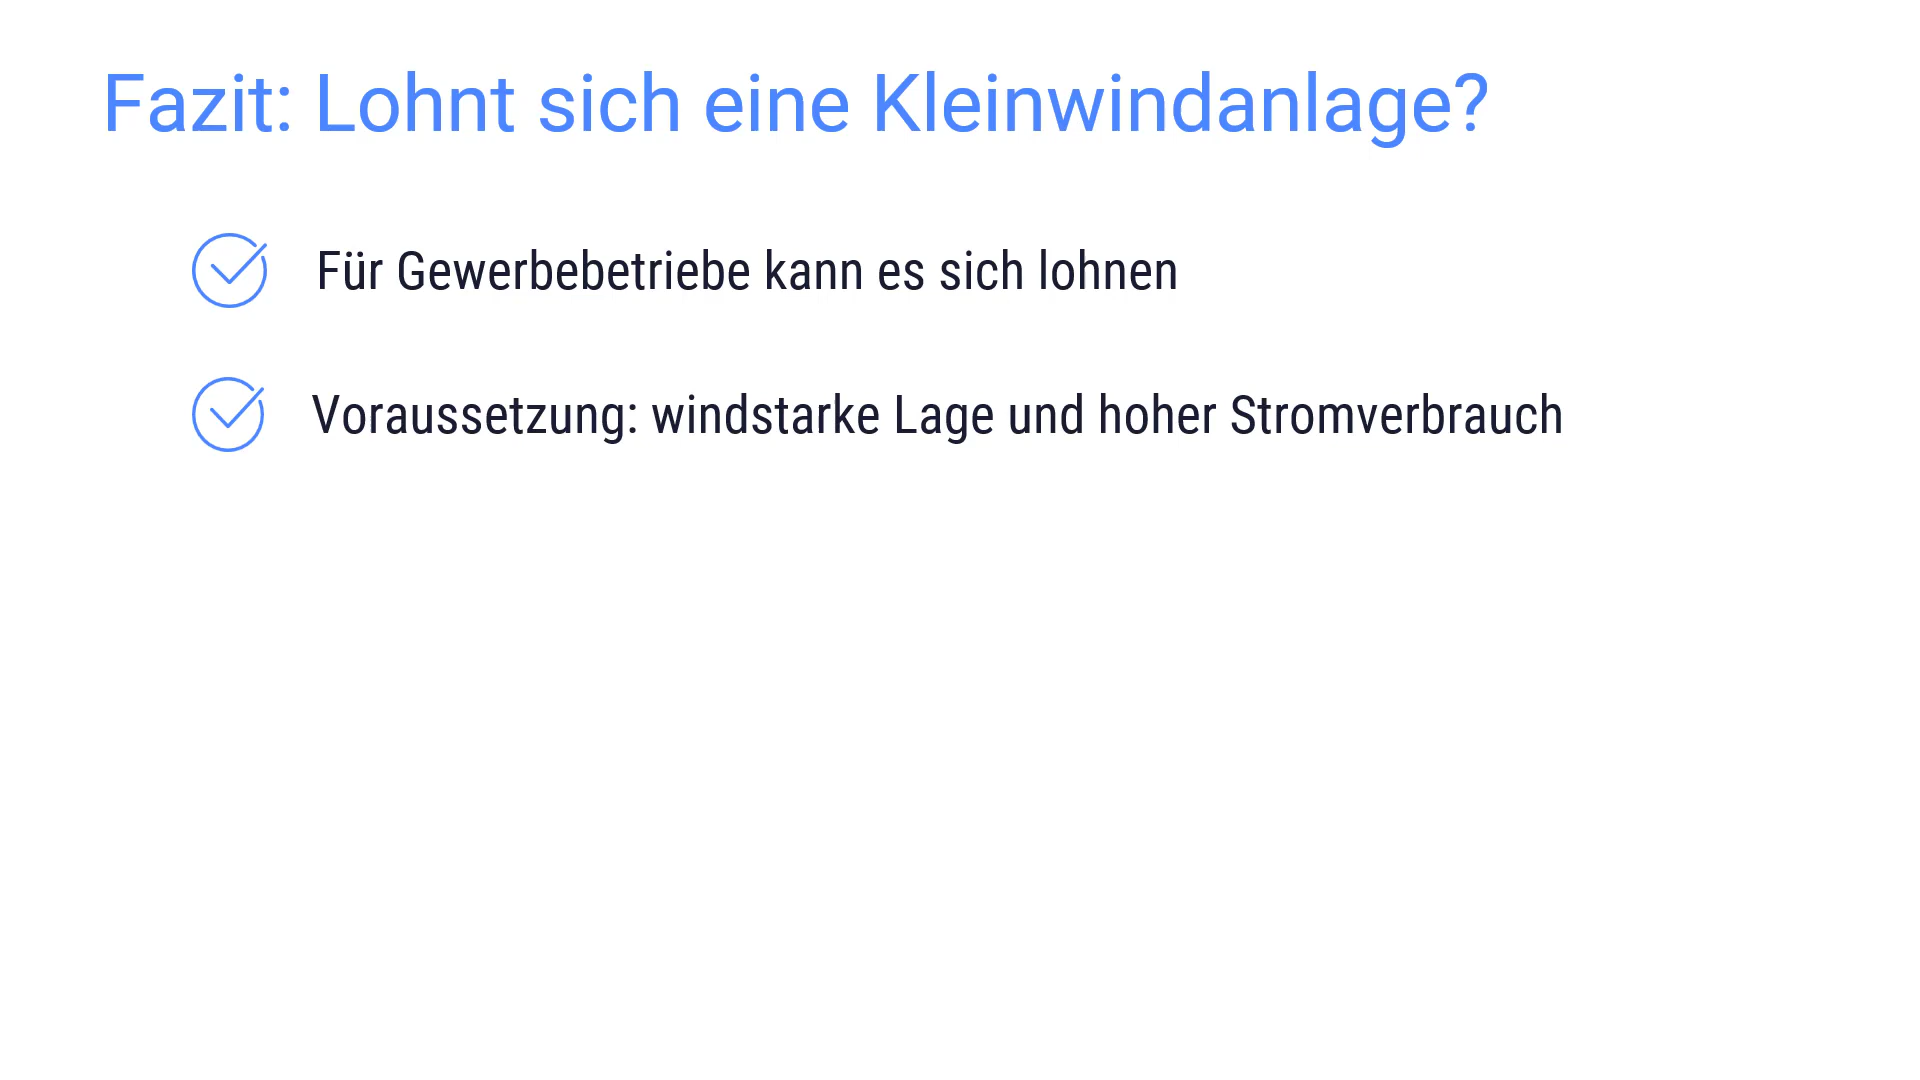 Fazit: Lohnt sich eine Kleinwindanlage?
Für Gewerbebetriebe kann es sich lohnen
Voraussetzung: windstarke Lage und hoher Stromverbrauch